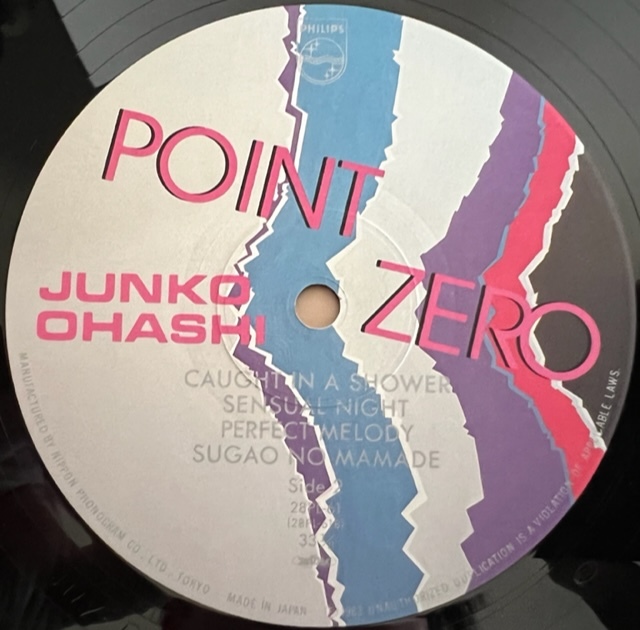 PHILIPS
POINT
ZERO
JUNKO
OHASHI
CAUGHT IN A SHOWER
SENSUAL NIGHT
PERFECT MELODY
SUGAO NO MAMADE
Side
33
MANUFACTURED BY NIPPON PHONOGRAM CO., LTD., TOKYO MADE IN JAPAN
UNAUTHORIZED DUPLICATION IS A VIOLATION OF APPLICABLE LAWS.